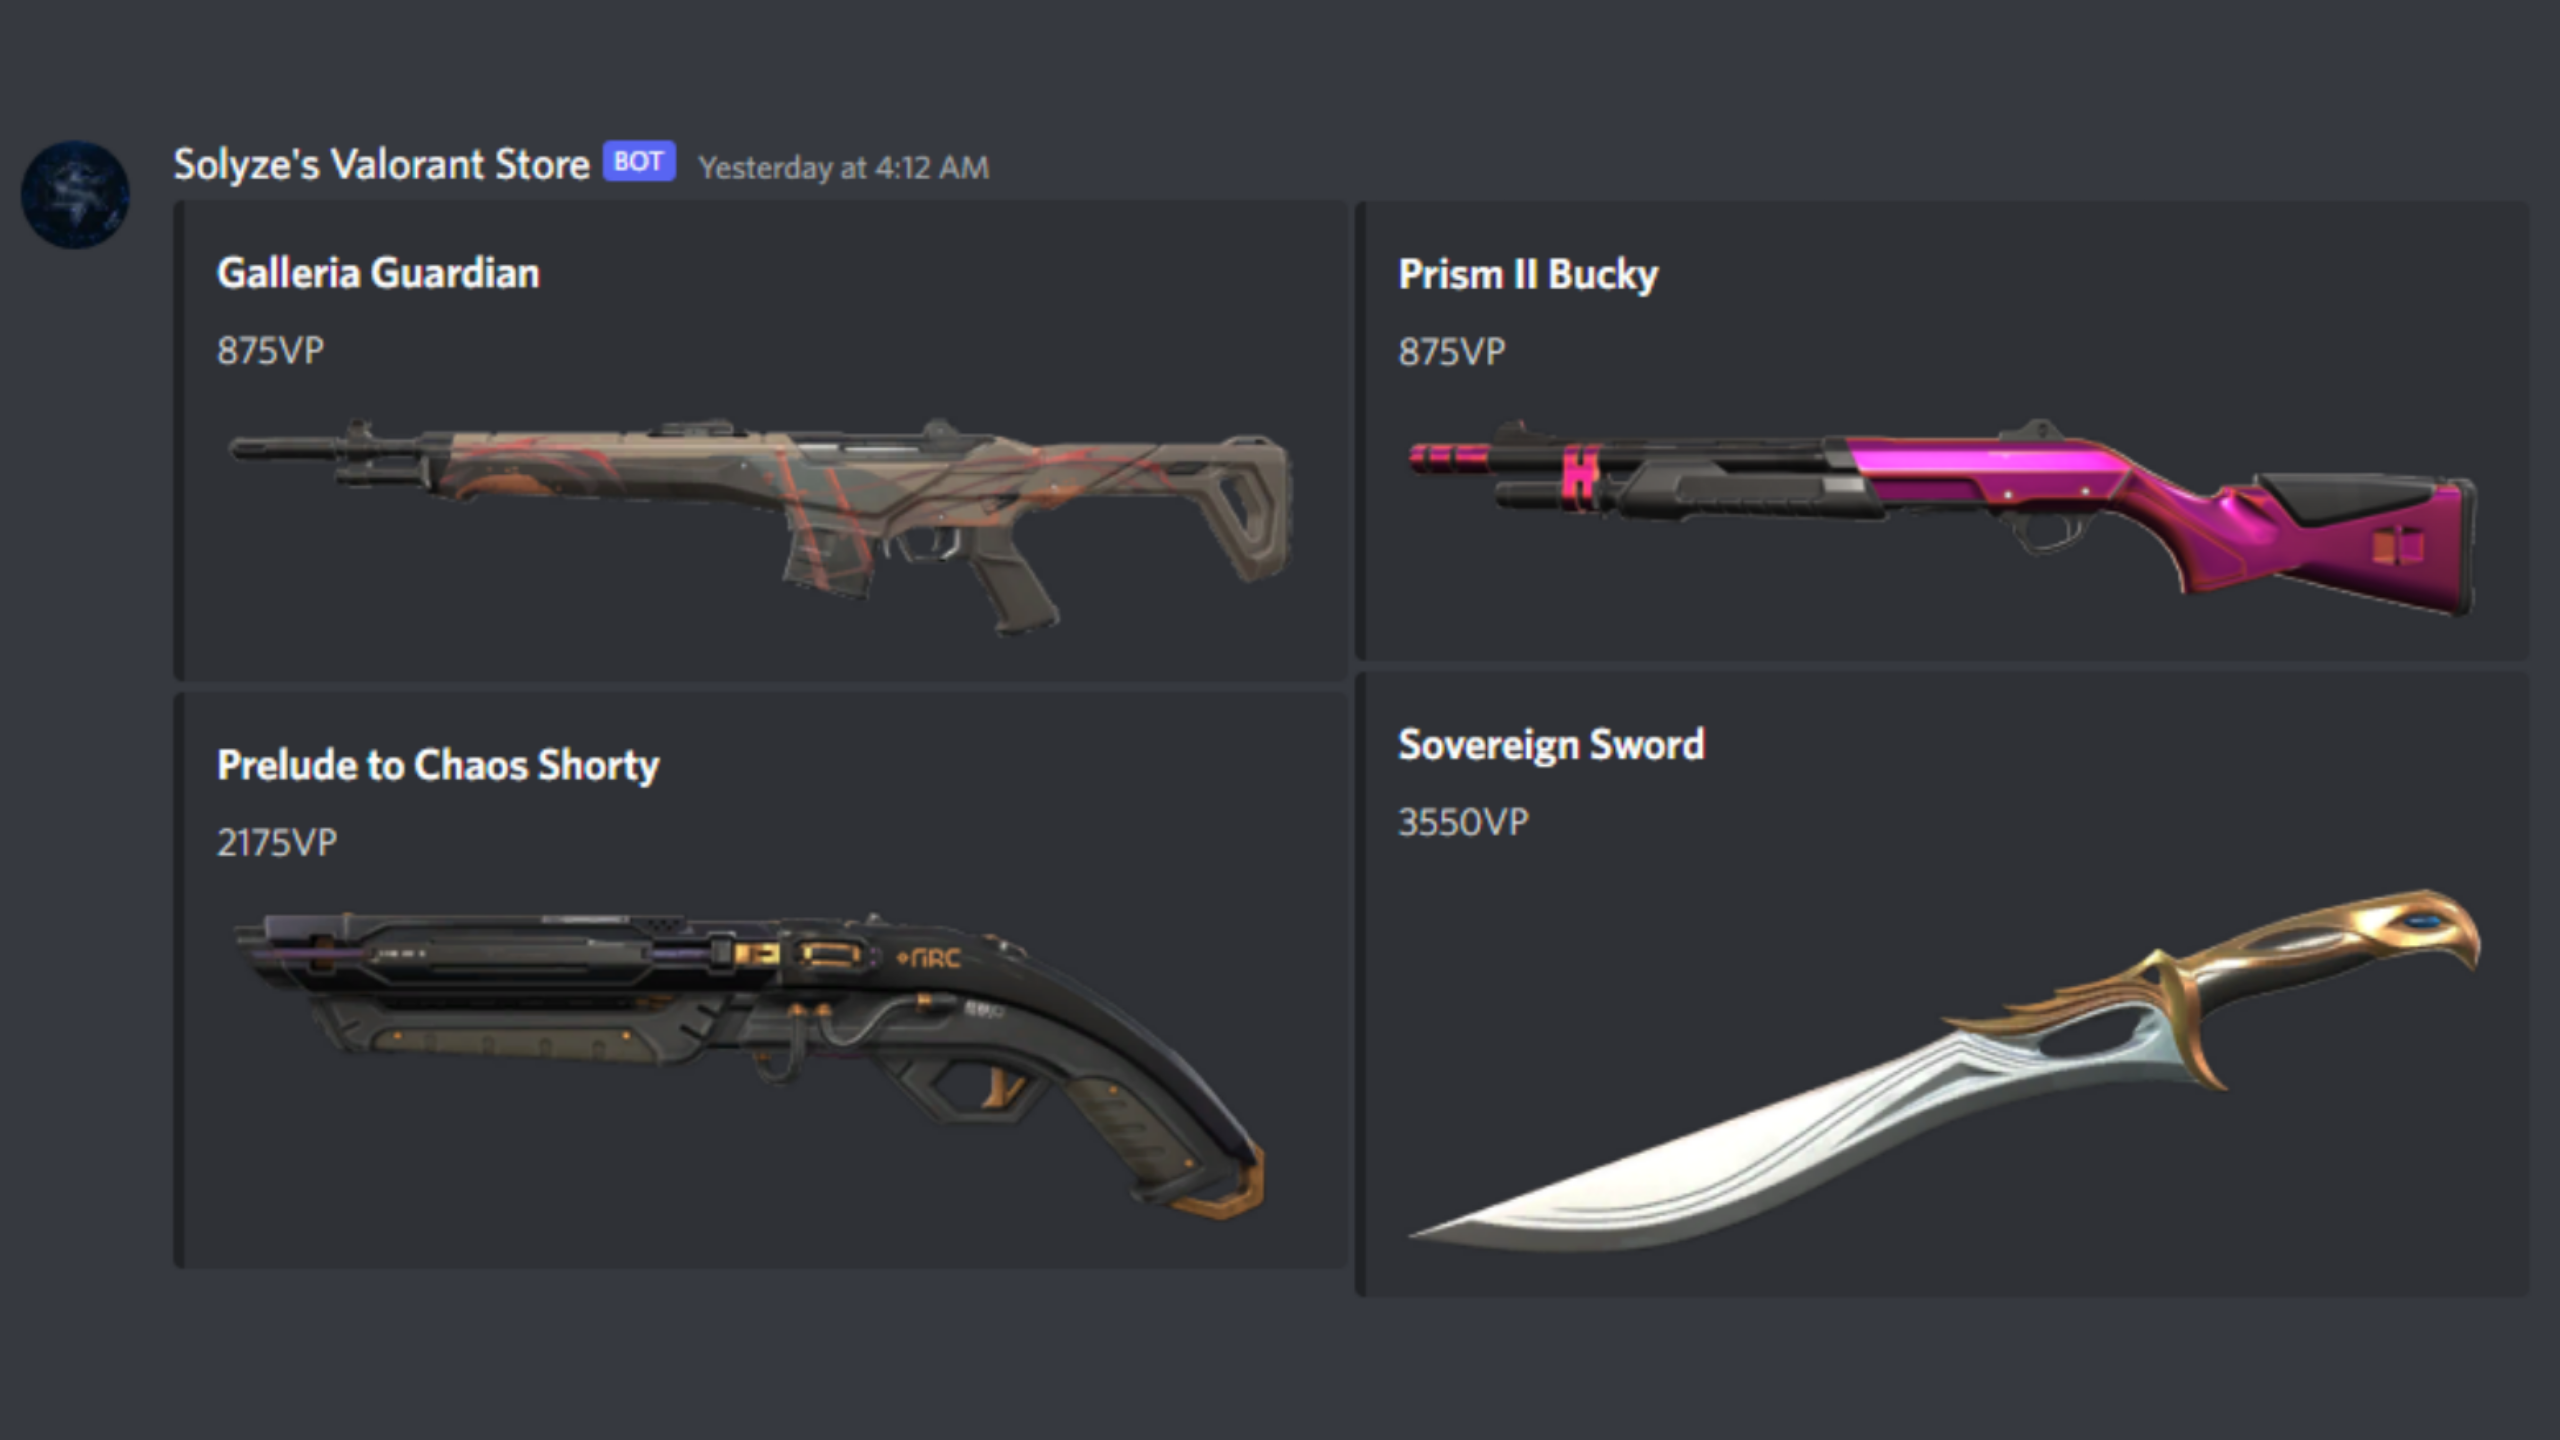 Solyze's Valorant Store BOT Yesterday at 4:12 AM
Galleria Guardian
875VP
Prism II Bucky
875VP
Prelude to Chaos Shorty
2175VP
Sovereign Sword
3550VP